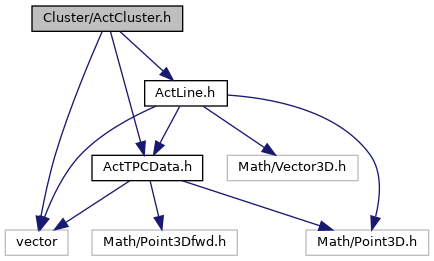 Cluster/ActCluster.h
ActLine.h
ActTPCData.h
Math/Vector3D.h
vector
Math/Point3Dfwd.h
Math/Point3D.h